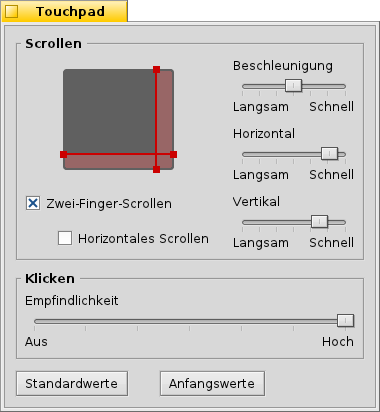 Touchpad
Scrollen
Beschleunigung
Langsam Schnell
Horizontal
Langsam Schnell
Zwei-Finger-Scrollen
Vertikal
Horizontales Scrollen
Langsam Schnell
Klicken
Empfindlichkeit
Aus Hoch
Standardwerte Anfangswerte